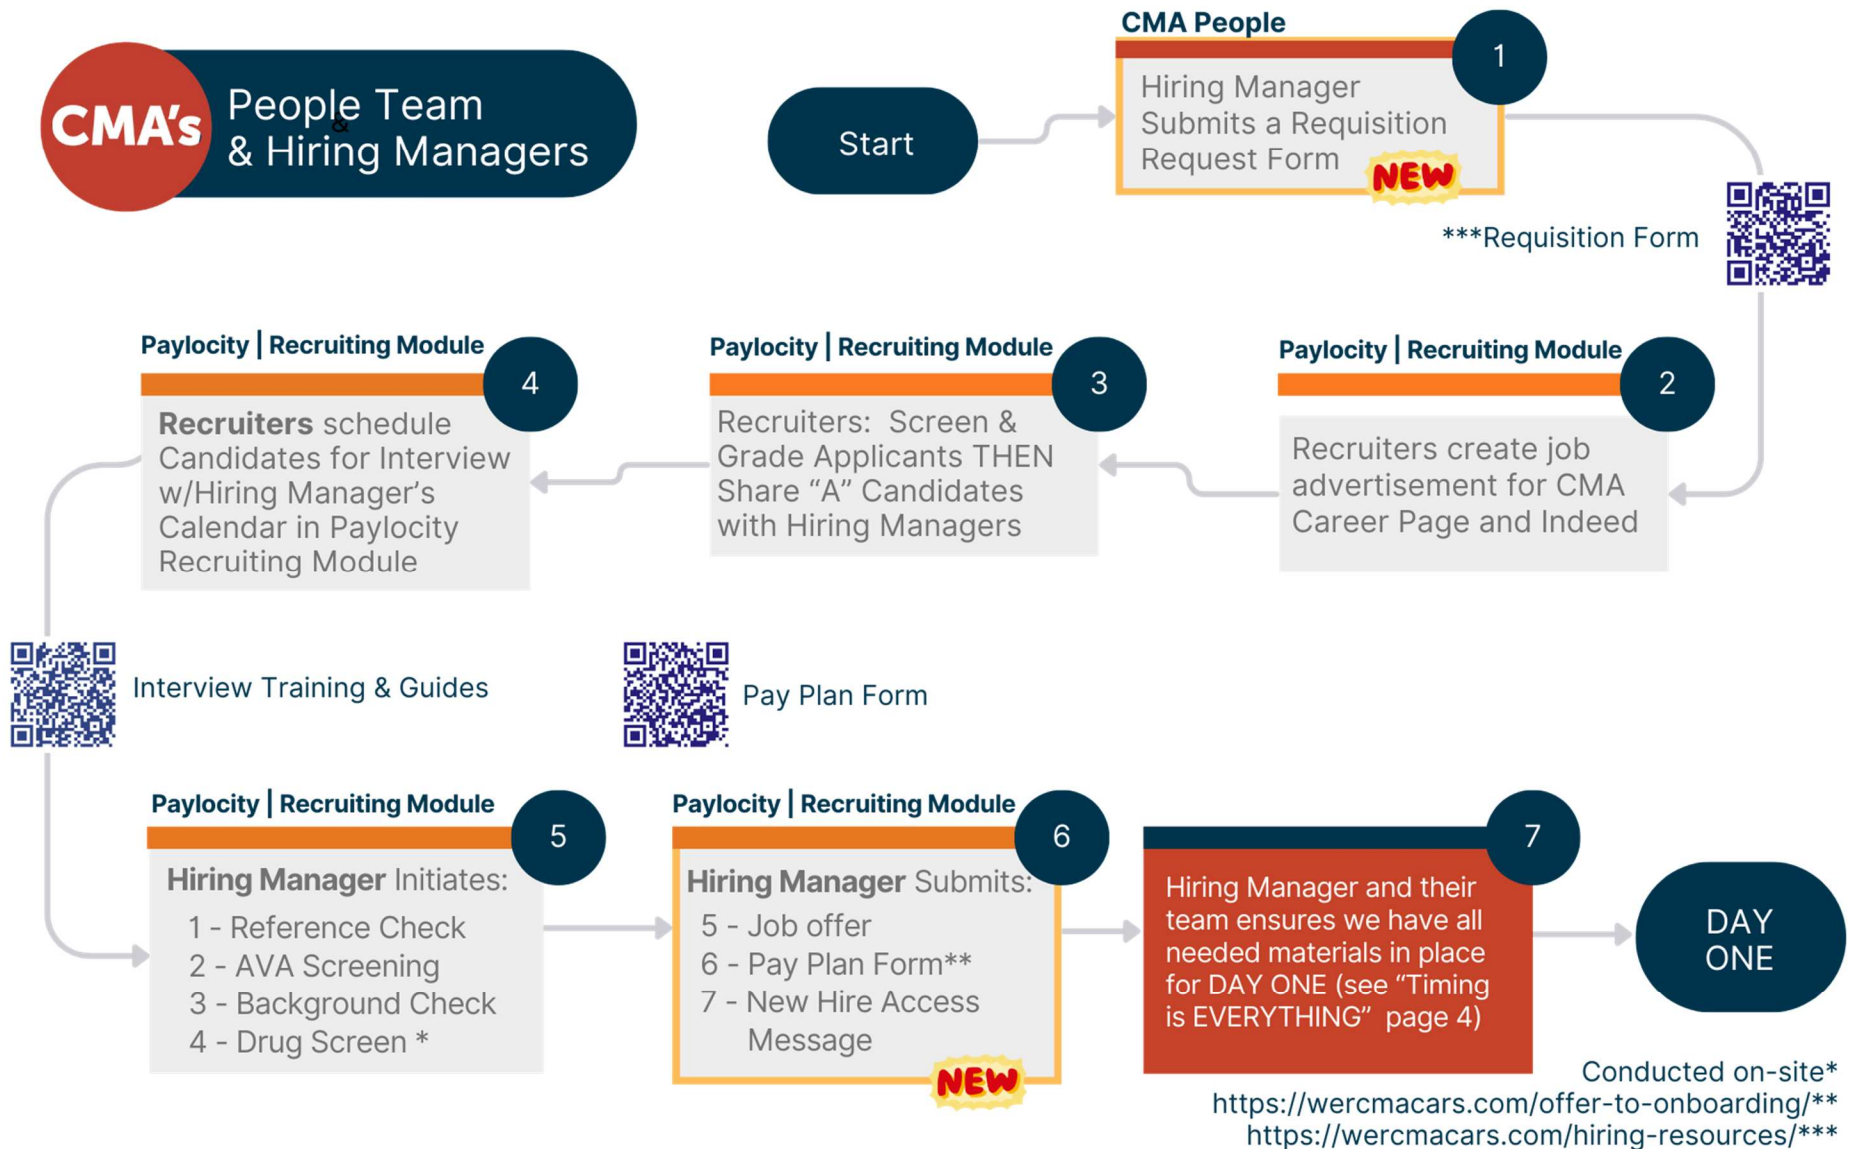 CMA's
People Team
&
& Hiring Managers
Start
CMA People
1
Hiring Manager
Submits a Requisition
Request Form
NEW
***Requisition Form
Paylocity | Recruiting Module
2
Recruiters create job
advertisement for CMA
Career Page and Indeed
Paylocity | Recruiting Module
3
Recruiters:  Screen &
Grade Applicants THEN
Share “A” Candidates
with Hiring Managers
Paylocity | Recruiting Module
4
Recruiters schedule
Candidates for Interview
w/Hiring Manager's
Calendar in Paylocity
Recruiting Module
Interview Training & Guides
Pay Plan Form
Paylocity | Recruiting Module
5
Hiring Manager Initiates:
1 - Reference Check
2 - AVA Screening
3 - Background Check
4 - Drug Screen *
Paylocity | Recruiting Module
6
Hiring Manager Submits:
5 - Job offer
6 - Pay Plan Form**
7 - New Hire Access
Message
NEW
7
Hiring Manager and their
team ensures we have all
needed materials in place
for DAY ONE (see “Timing
is EVERYTHING”  page 4)
DAY
ONE
Conducted on-site*
https://wercmacars.com/offer-to-onboarding/**
https://wercmacars.com/hiring-resources/***